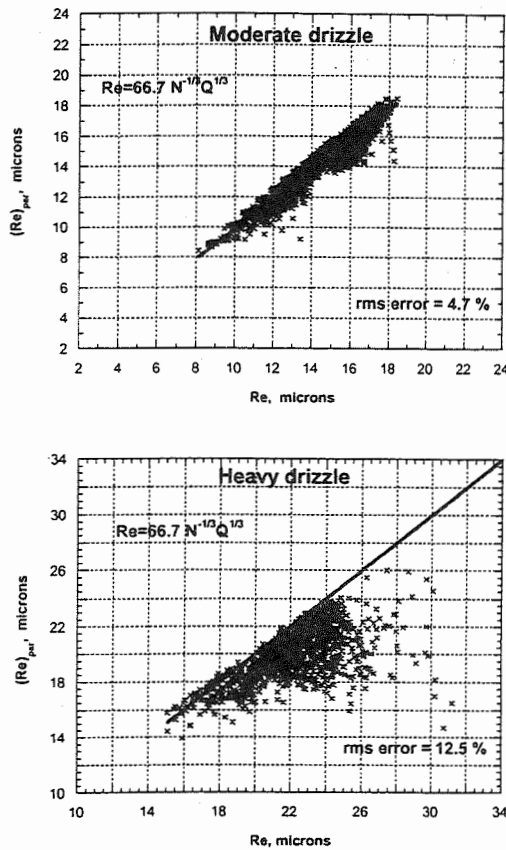 24
Moderate drizzle
22
20
Re=66.7 N^-1/3Q^1/3
18
16
14
12
10
8
6
rms error = 4.7 %
4
2
(Re)par, microns
2 4 6 8 10 12 14 16 18 20 22 24
Re, microns
34
Heavy drizzle
30
Re=66.7 N^-1/3Q^1/3
26
22
18
14
rms error = 12.5 %
10
(Re)par, microns
10 14 18 22 26 30 34
Re, microns